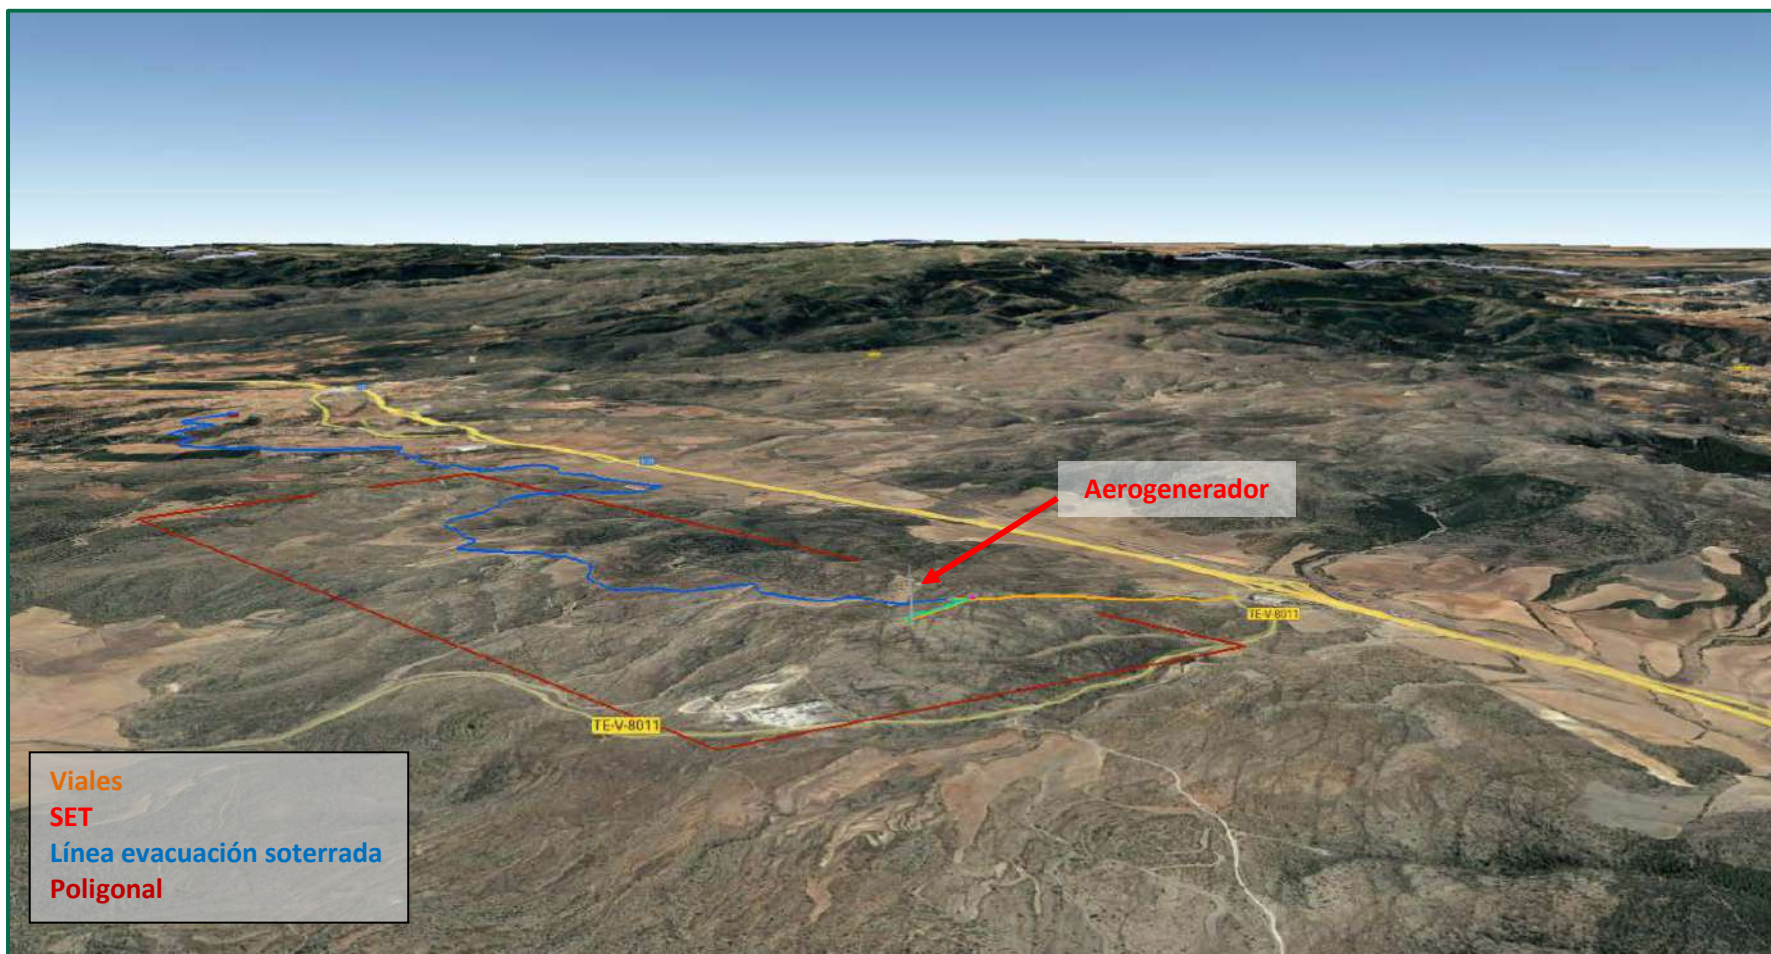 Aerogenerador
TE-V-8011
TE-V-8011
Viales
SET
Línea evacuación soterrada
Poligonal